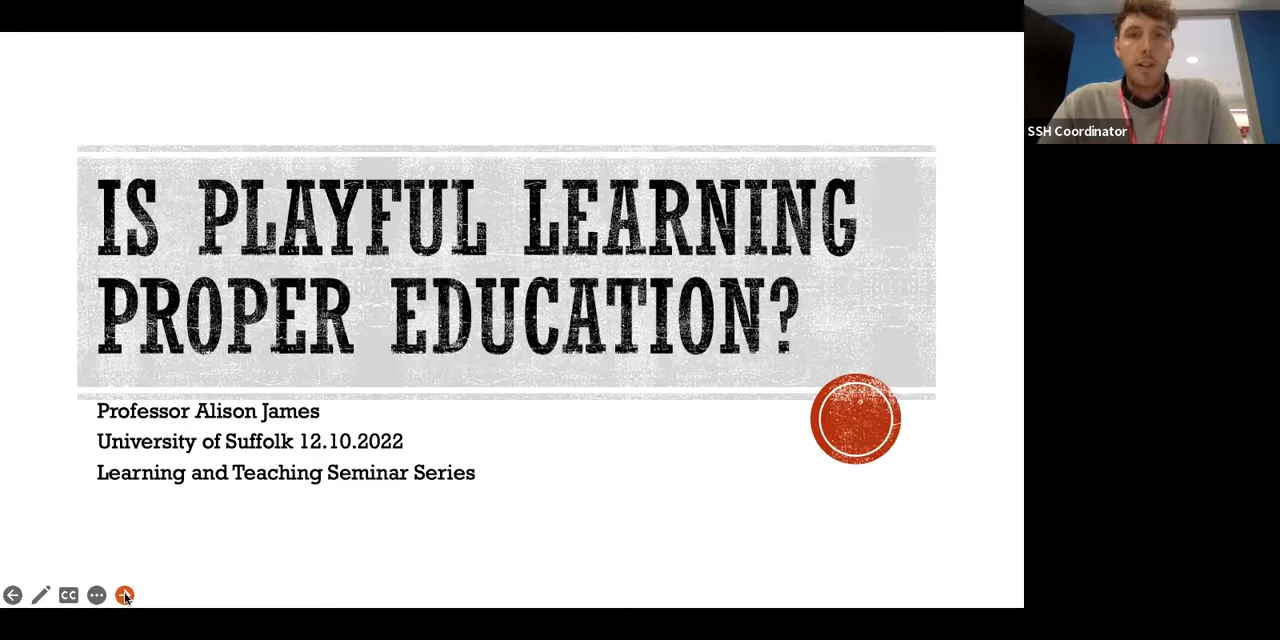 IS PLAYFUL LEARNING
PROPER EDUCATION?
Professor Alison James
University of Suffolk 12.10.2022
Learning and Teaching Seminar Series
SSH Coordinator
CC